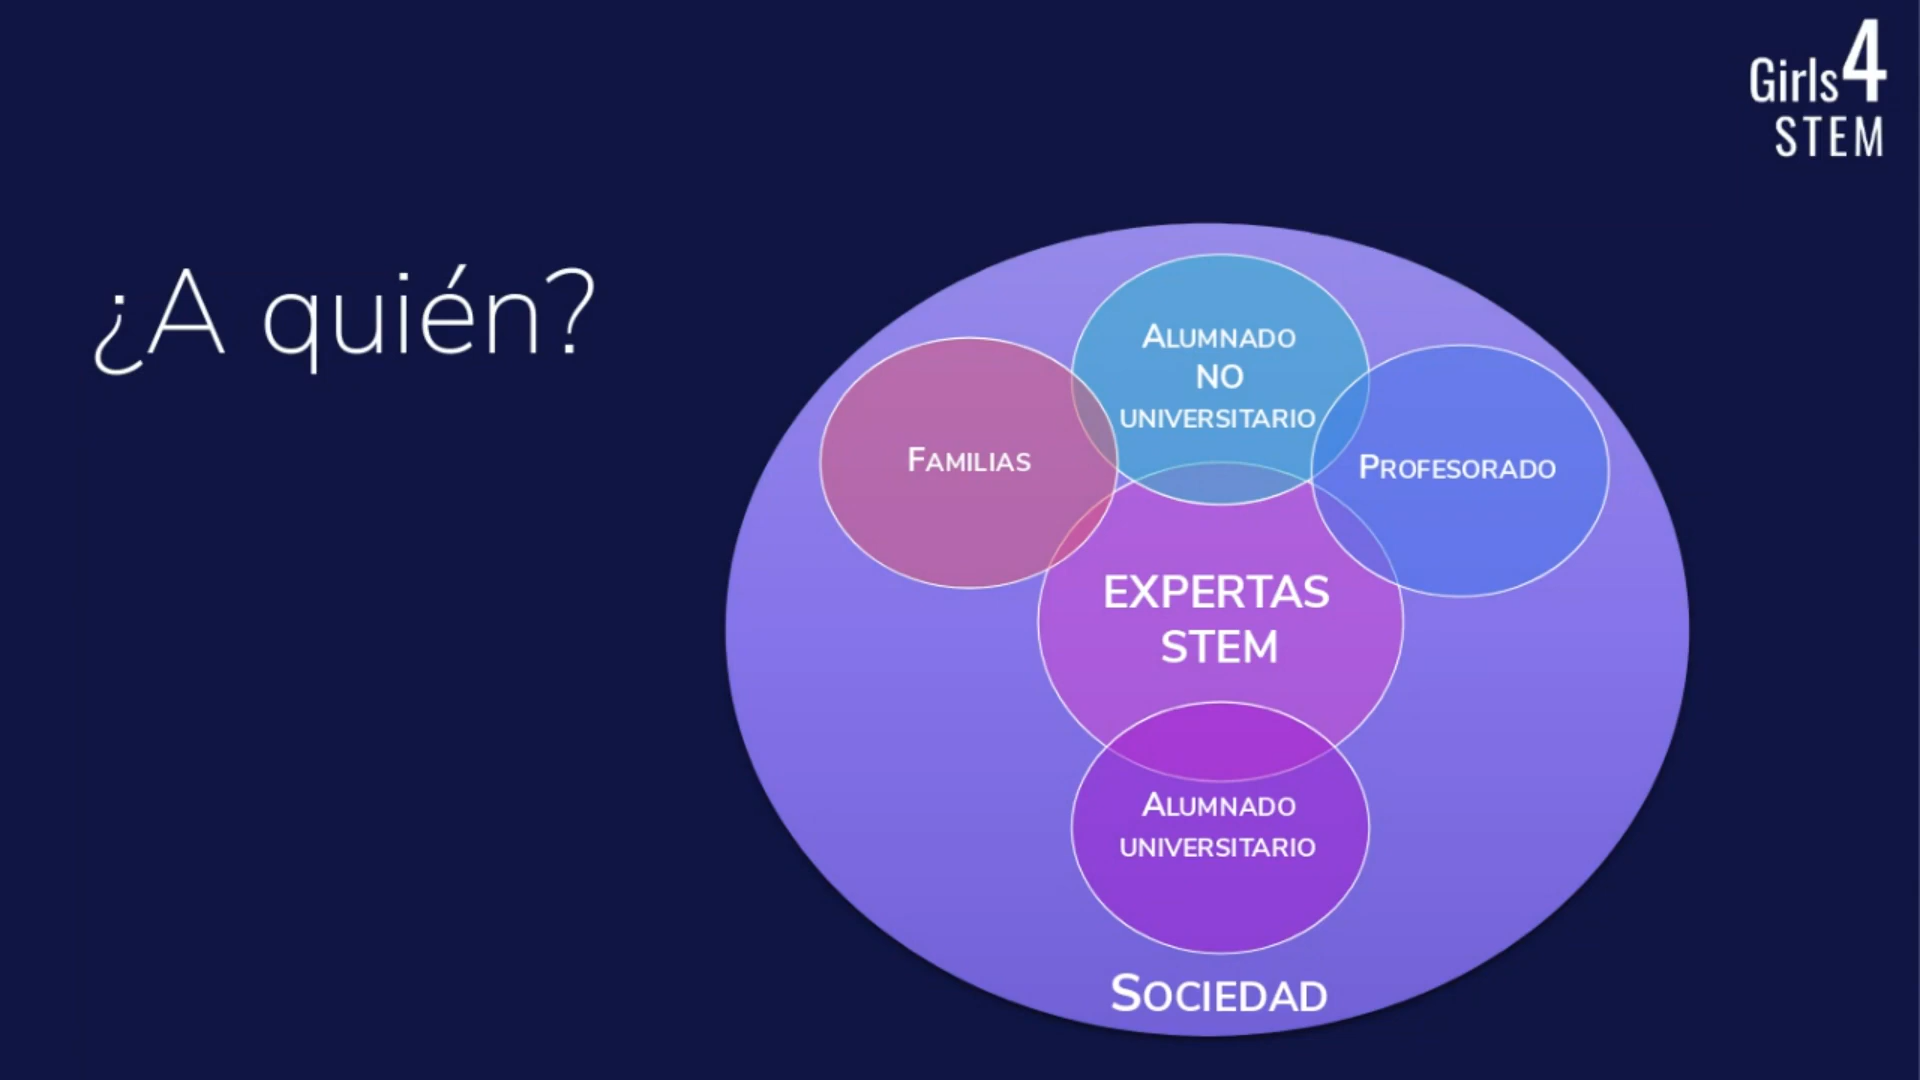 Girls4
STEM
¿A quién?
ALUMNADO
NO
UNIVERSITARIO
FAMILIAS
PROFESORADO
EXPERTAS
STEM
ALUMNADO
UNIVERSITARIO
SOCIEDAD